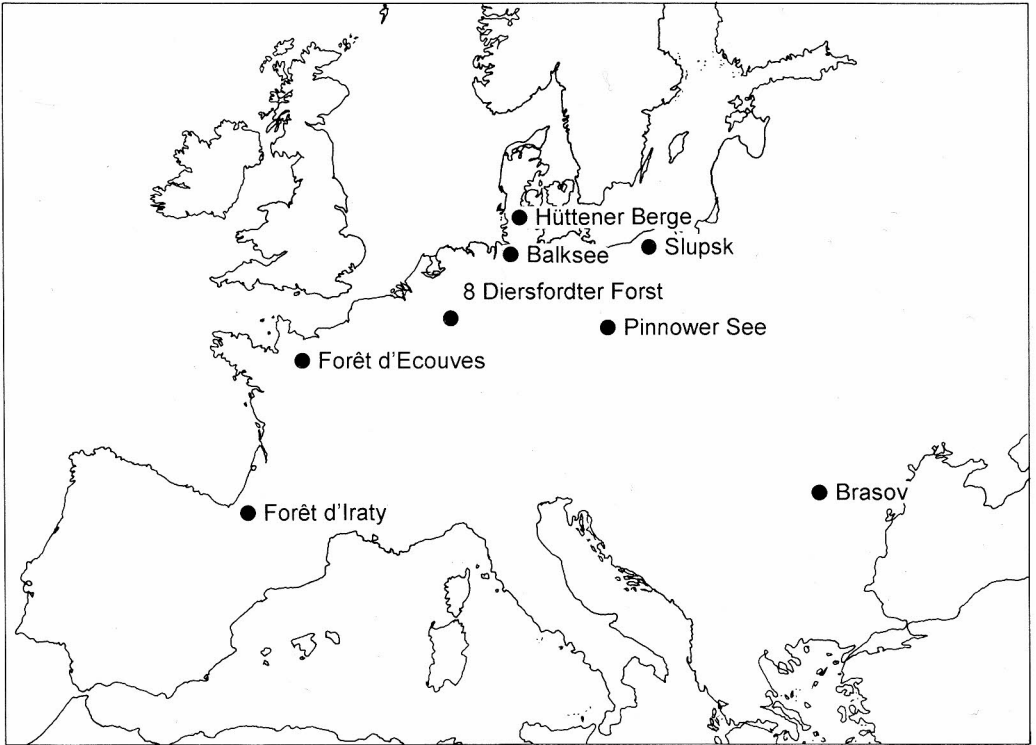 Hüttener Berge
Balksee
Slupsk
8 Diersfordter Forst
Pinnower See
Forêt d'Ecouves
Brasov
Forêt d'Iraty